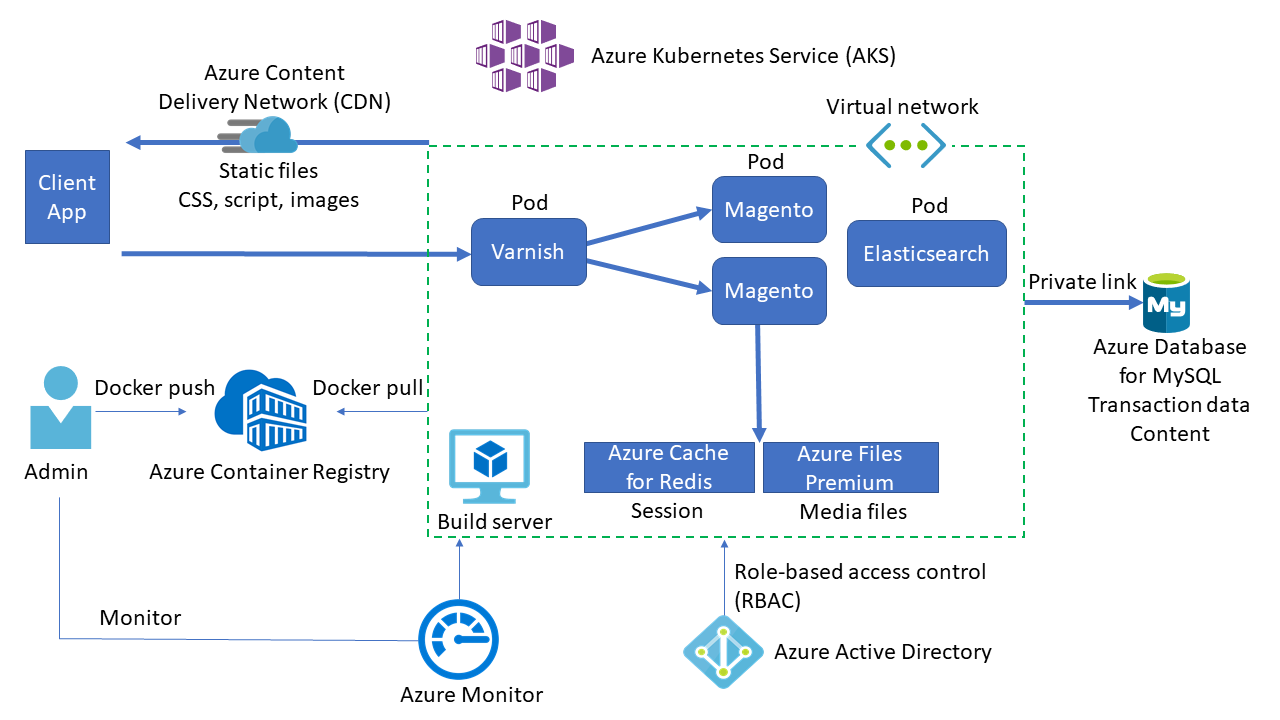 Azure Kubernetes Service (AKS)
Azure Content
Delivery Network (CDN)
Static files
CSS, script, images
Virtual network
Client
App
Pod
Varnish
Pod
Magento
Magento
Pod
Elasticsearch
Private link
My
Azure Database
for MySQL
Transaction data
Content
Docker push
Docker pull
Admin
Azure Container Registry
Build server
Azure Cache
for Redis
Session
Azure Files
Premium
Media files
Role-based access control
(RBAC)
Monitor
Azure Monitor
Azure Active Directory